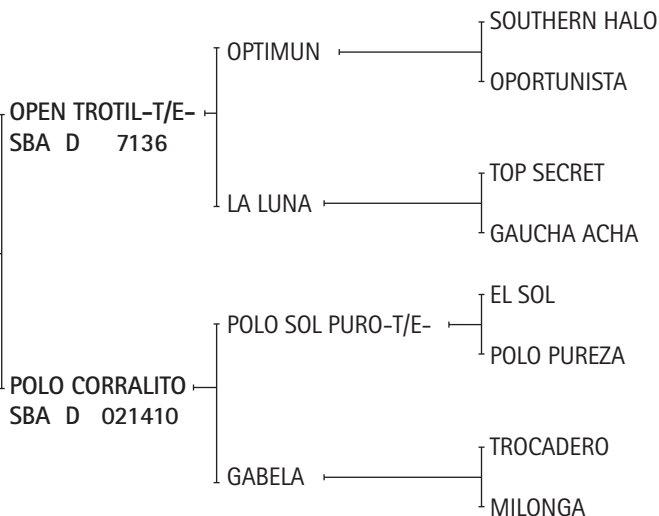 SOUTHERN HALO
OPTIMUN
OPORTUNISTA
OPEN TROTIL-T/E-
SBA D 7136
TOP SECRET
LA LUNA
GAUCHA ACHA
EL SOL
POLO SOL PURO-T/E-
POLO PUREZA
POLO CORRALITO
SBA D 021410
TROCADERO
GABELA
MILONGA